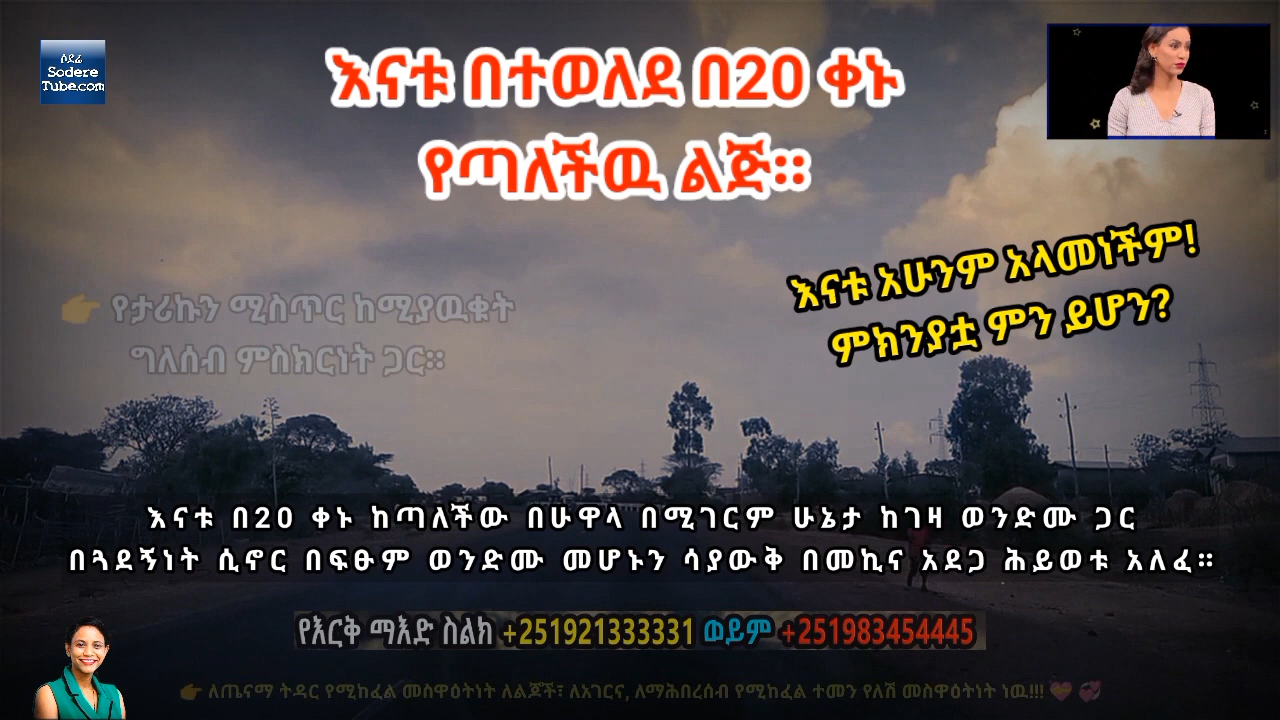 ሶደሬ
Sodere
Tube.com
እናቱ በተወለደ በ20 ቀኑ
የጣለችዉ ልጅ።
እናቱ አሁንም አላመነችም!
ምክንያቷ ምን ይሆን?
👉 የታሪኩን ሚስጥር ከሚያዉቁት
ግለሰብ ምስክርነት ጋር።
እናቱ በ20 ቀኑ ከጣለችው በሁዋላ በሚገርም ሁኔታ ከገዛ ወንድሙ ጋር
በጓደኝነት ሲኖር በፍፁም ወንድሙ መሆኑን ሳያውቅ በመኪና አደጋ ሕይወቱ አለፈ።
የእርቅ ማእድ ስልክ +251921333331 ወይም +251983454445
👉 ለጤናማ ትዳር የሚከፈል መስዋዕትነት ለልጆች፣ ለአገርና, ለማሕበረሰብ የሚከፈል ተመን የለሽ መስዋዕትነት ነዉ!!! 💝 💞